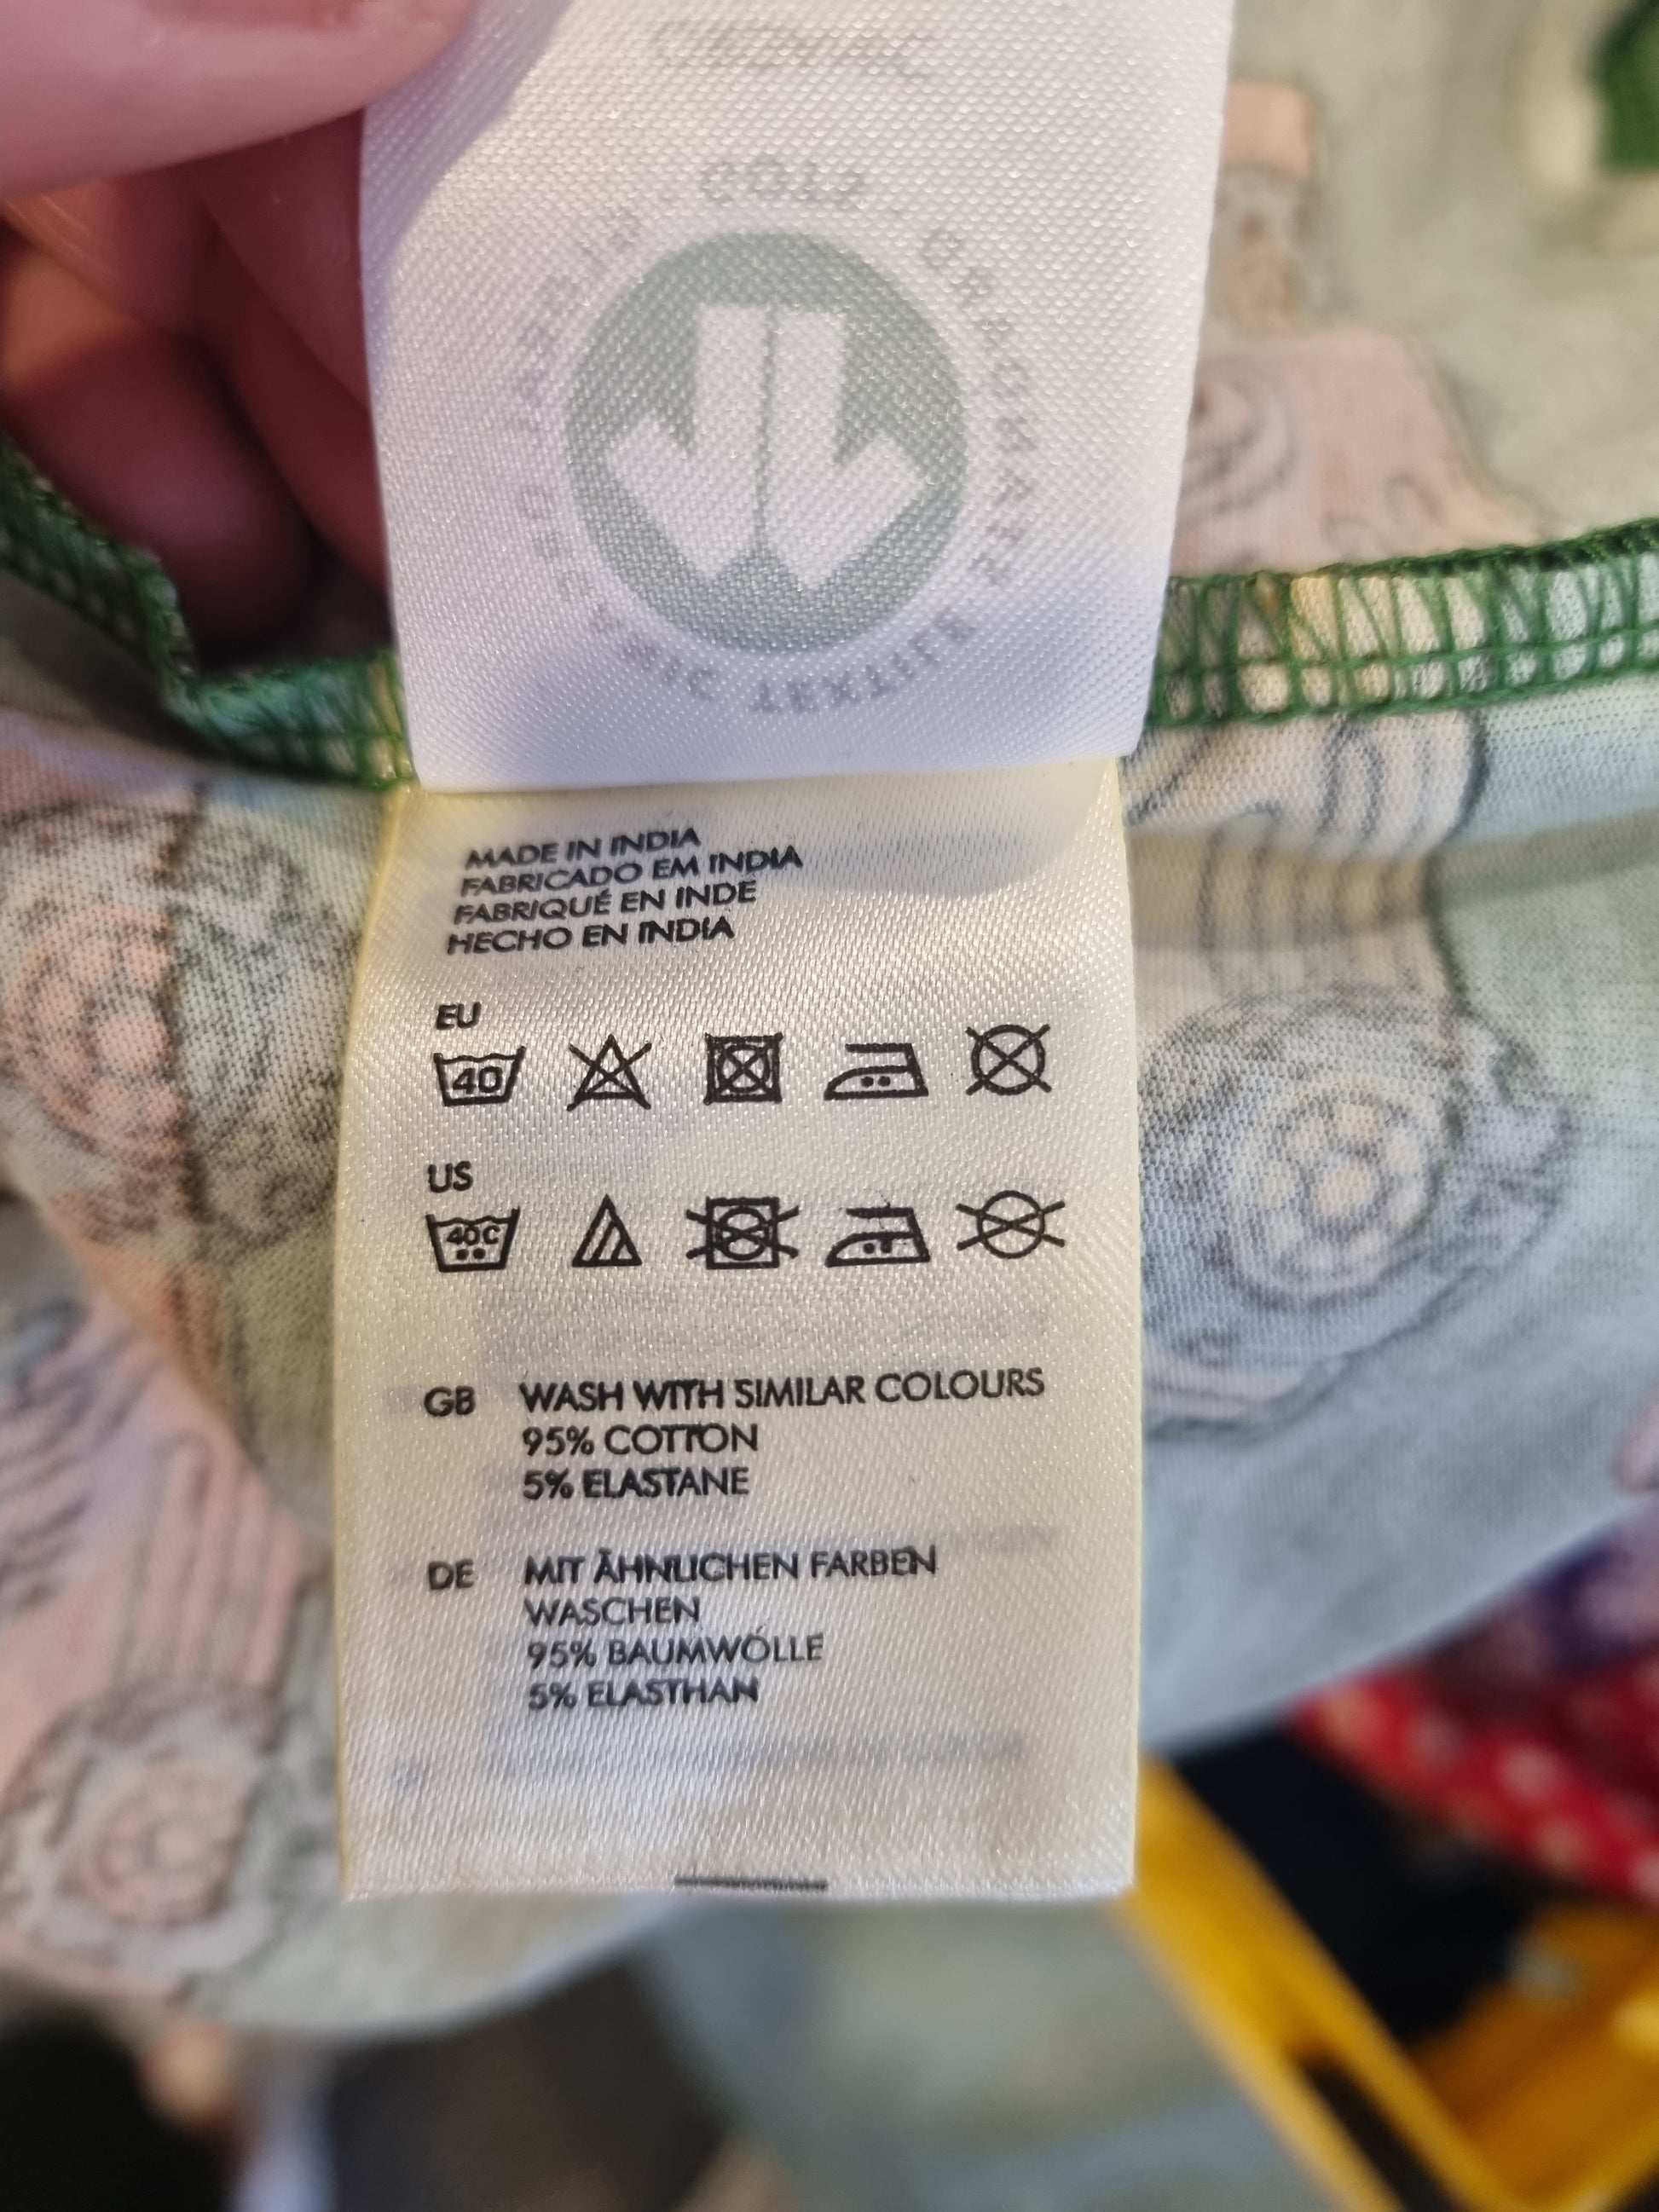 MADE IN INDIA
FABRICADO EM INDIA
FABRIQUÉ EN INDE
HECHO EN INDIA
EU
40
US
40C
GB WASH WITH SIMILAR COLOURS
95% COTTON
5% ELASTANE
DE MIT ÄHNLICHEN FARBEN
WASCHEN
95% BAUMWOLLE
5% ELASTHAN